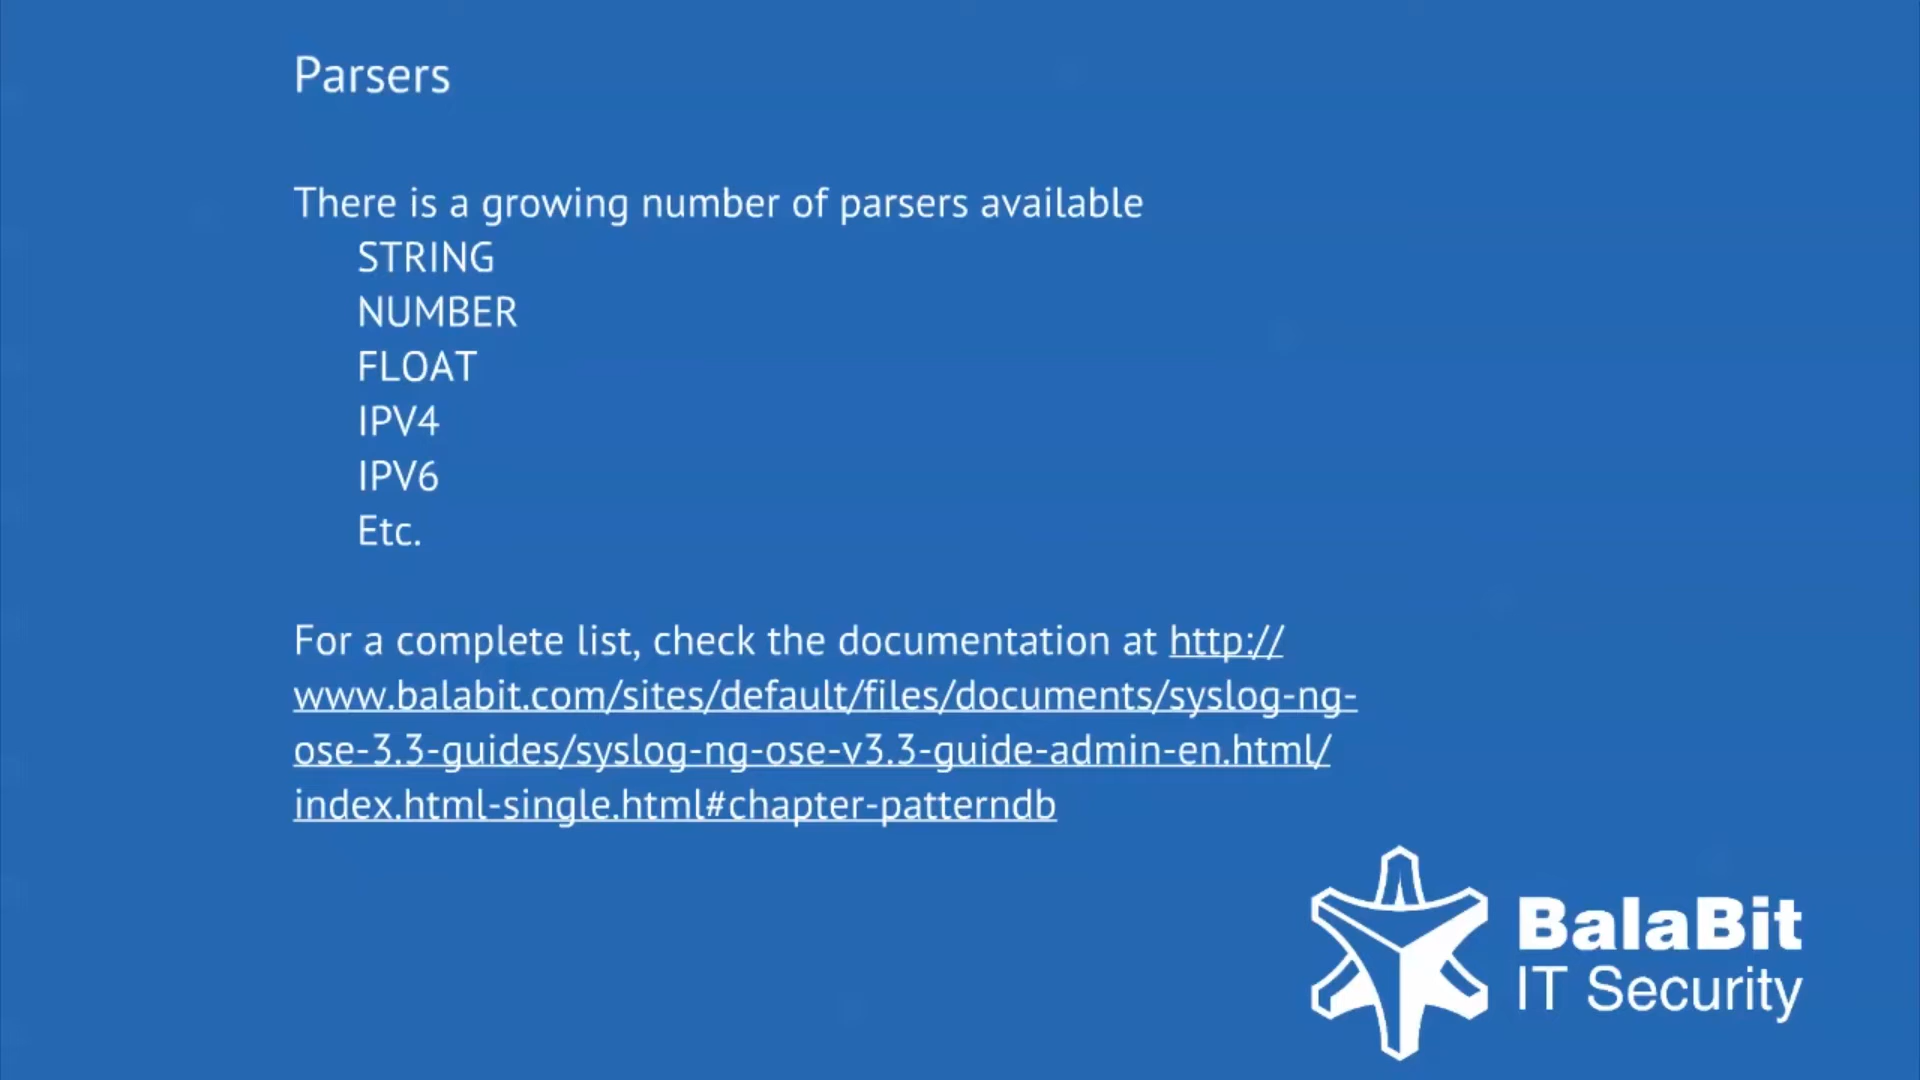 Parsers
There is a growing number of parsers available
STRING
NUMBER
FLOAT
IPV4
IPV6
Etc.
For a complete list, check the documentation at http://
www.balabit.com/sites/default/files/documents/syslog-ng-
ose-3.3-guides/syslog-ng-ose-v3.3-guide-admin-en.html/
index.html-single.html#chapter-patterndb
BalaBit
IT Security